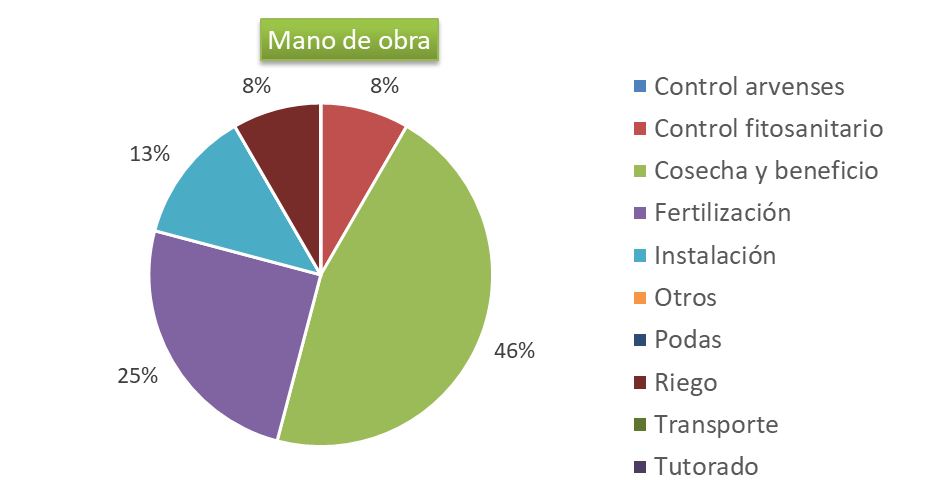 Mano de obra
8%
8%
13%
46%
25%
Control arvenses
Control fitosanitario
Cosecha y beneficio
Fertilización
Instalación
Otros
Podas
Riego
Transporte
Tutorado